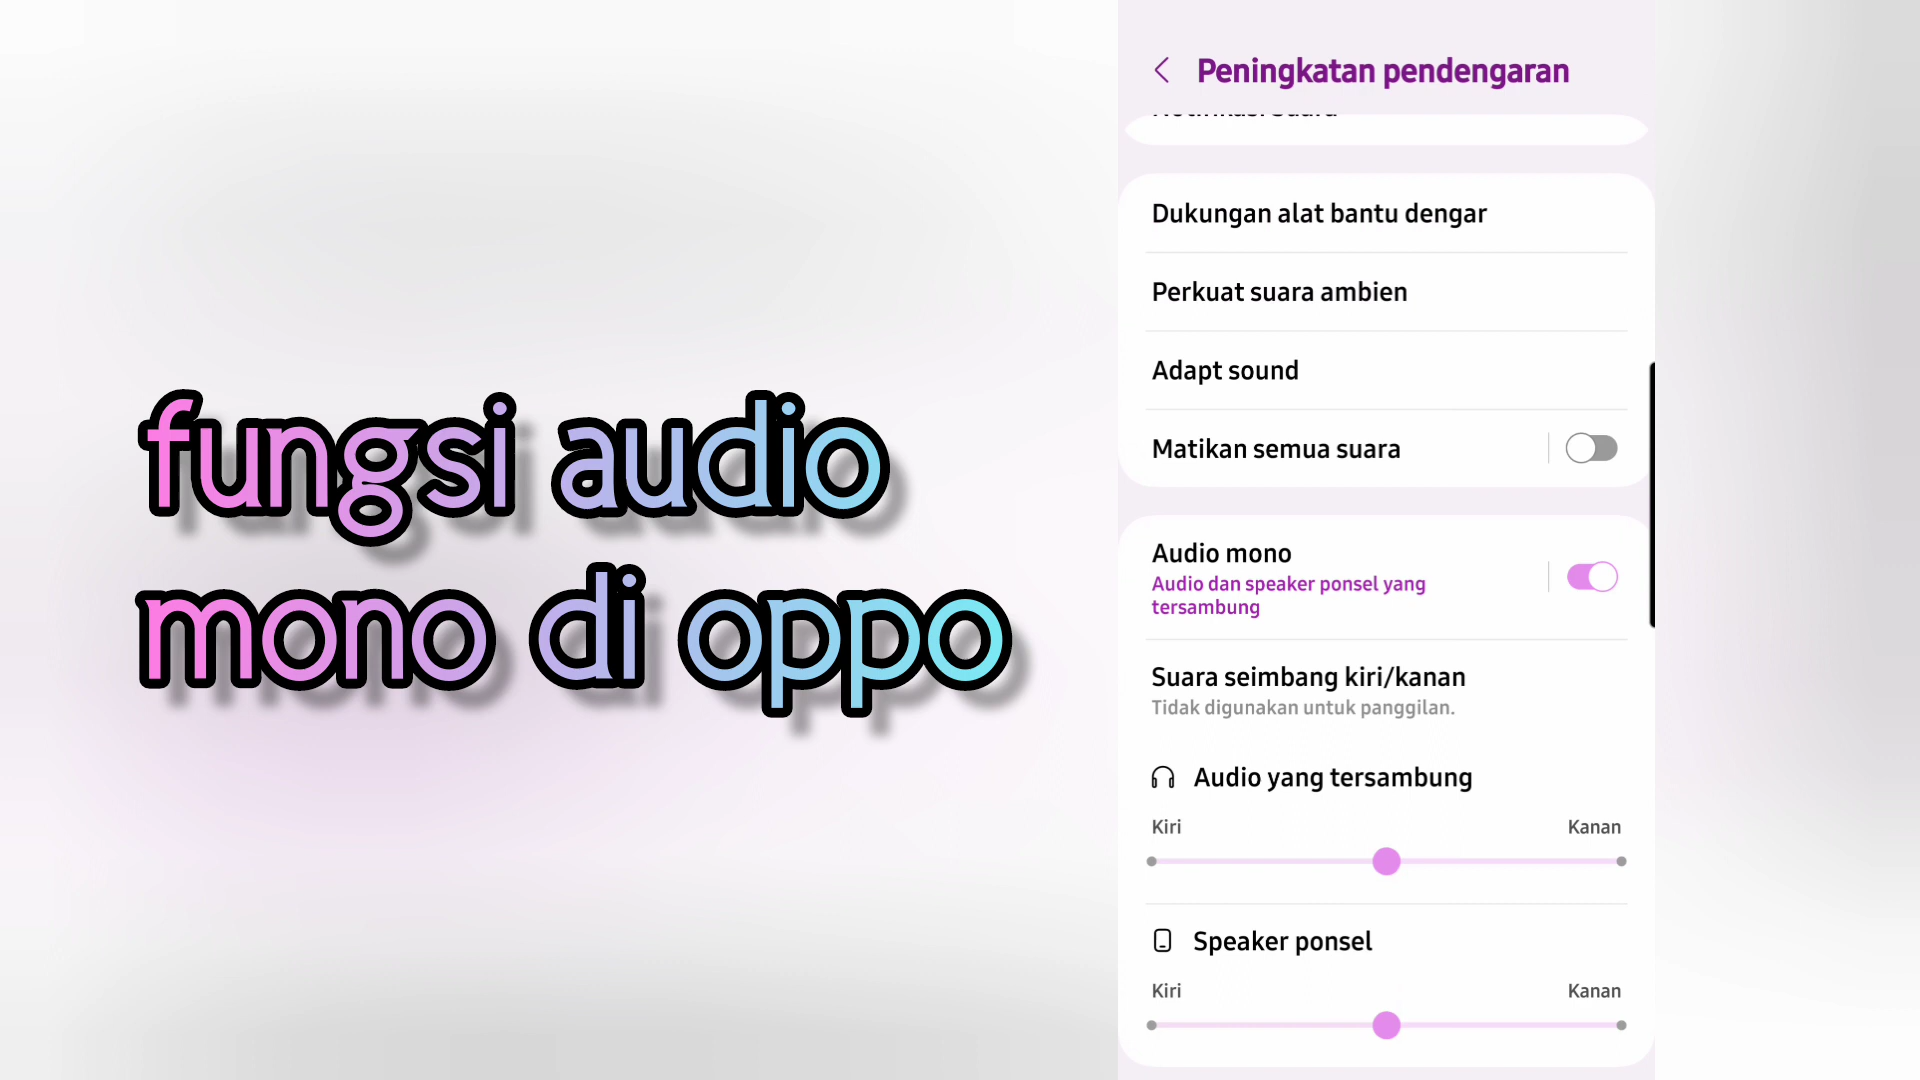 fungsi audio
mono di oppo
Peningkatan pendengaran
Dukungan alat bantu dengar
Perkuat suara ambien
Adapt sound
Matikan semua suara
Audio mono
Audio dan speaker ponsel yang
tersambung
Suara seimbang kiri/kanan
Tidak digunakan untuk panggilan.
Audio yang tersambung
Kiri Kanan
Speaker ponsel
Kiri Kanan